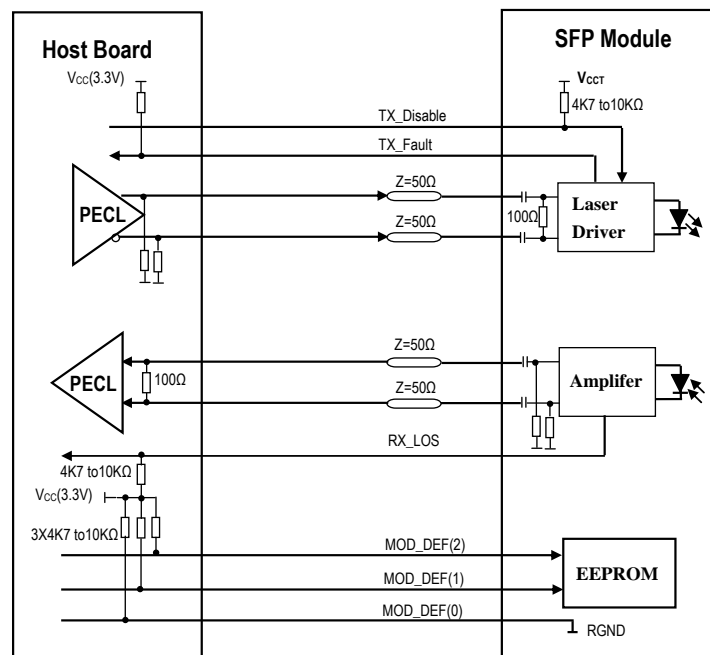 Host Board
SFP Module
VCC(3.3V)
VCCT
4K7 to10KΩ
TX_Disable
TX_Fault
Z=50Ω
PECL
100Ω
Laser
Driver
Z=50Ω
Z=50Ω
PECL
100Ω
Z=50Ω
Amplifer
RX_LOS
4K7 to10KΩ
VCC(3.3V)
3X4K7 to10KΩ
MOD_DEF(2)
EEPROM
MOD_DEF(1)
MOD_DEF(0)
RGND